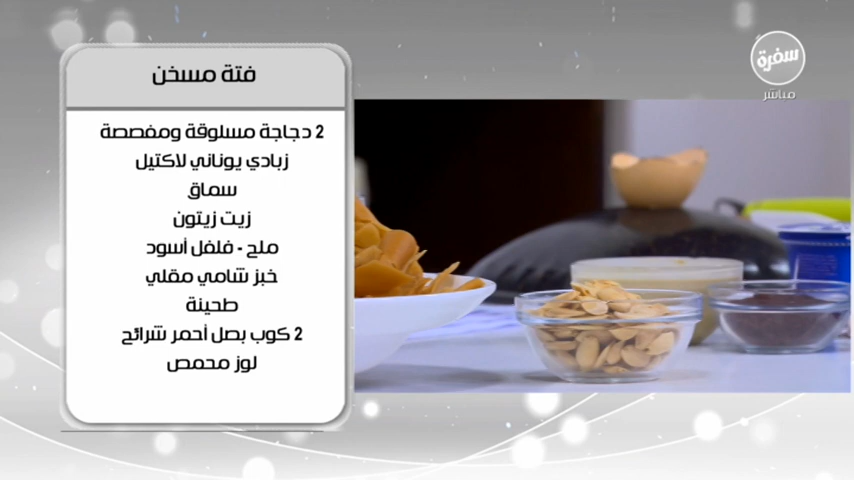 سفرة
مباشر
فتة مسخن
2 دجاجة مسلوقة ومفصصة
زبادي يوناني لاكتيل
سماق
زيت زيتون
ملح - فلفل أسود
خبز شامي مقلي
طحينة
2 كوب بصل أحمر شرائح
لوز محمص